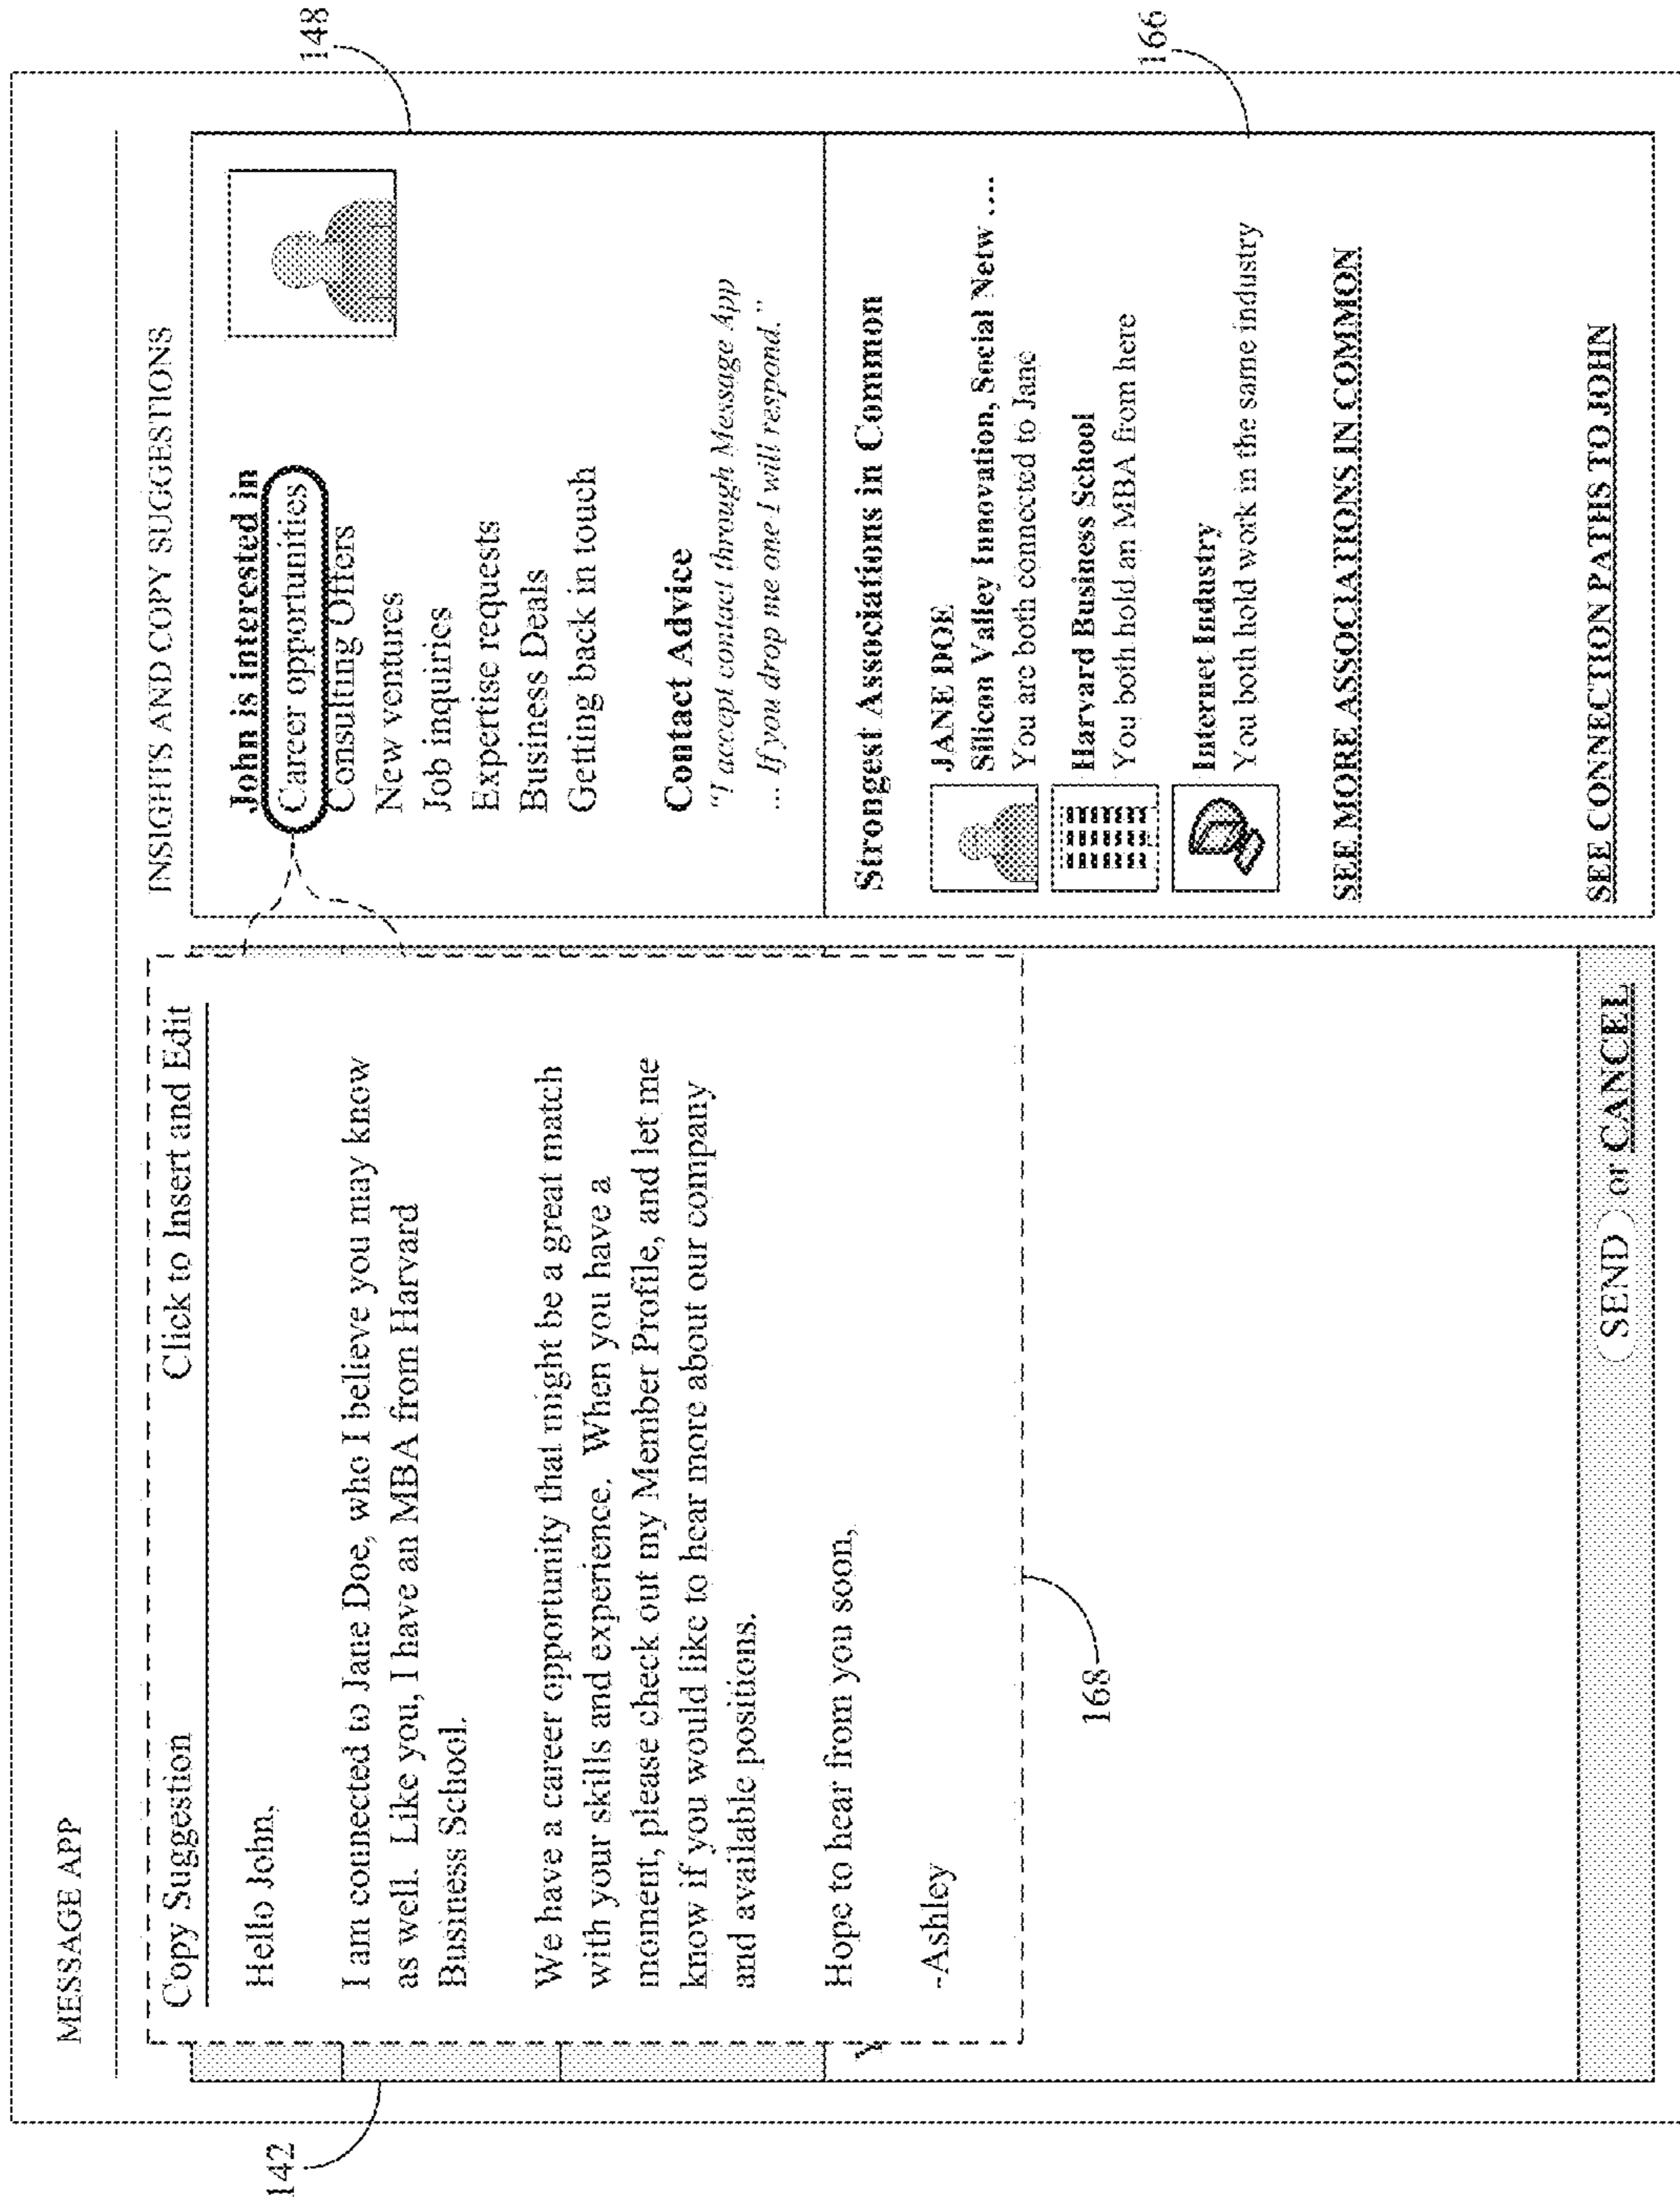 MESSAGE APP
Copy Suggestion
Click to Insert and Edit
Hello John,
I am connected to Jane Doe, who I believe you may know
as well. Like you, I have an MBA from Harvard
Business School.
We have a career opportunity that might be a great match
with your skills and experience. When you have a
moment, please check out my Member Profile, and let me
know if you would like to hear more about our company
and available positions.
Hope to hear from you soon,
-Ashley
Y
SEND or CANCEL
142
168
INSIGHTS AND COPY SUGGESTIONS
John is interested in
Career opportunities
Consulting Offers
New ventures
Job inquiries
Expertise requests
Business Deals
Getting back in touch
Contact Advice
"I accept contact through Message App
... If you drop me one I will respond."
148
Strongest Associations in Common
JANE DOE
Silicon Valley Innovation, Social Netw ....
You are both connected to Jane
Harvard Business School
You both hold an MBA from here
Internet Industry
You both hold work in the same industry
SEE MORE ASSOCIATIONS IN COMMON
SEE CONNECTION PATHS TO JOHN
166